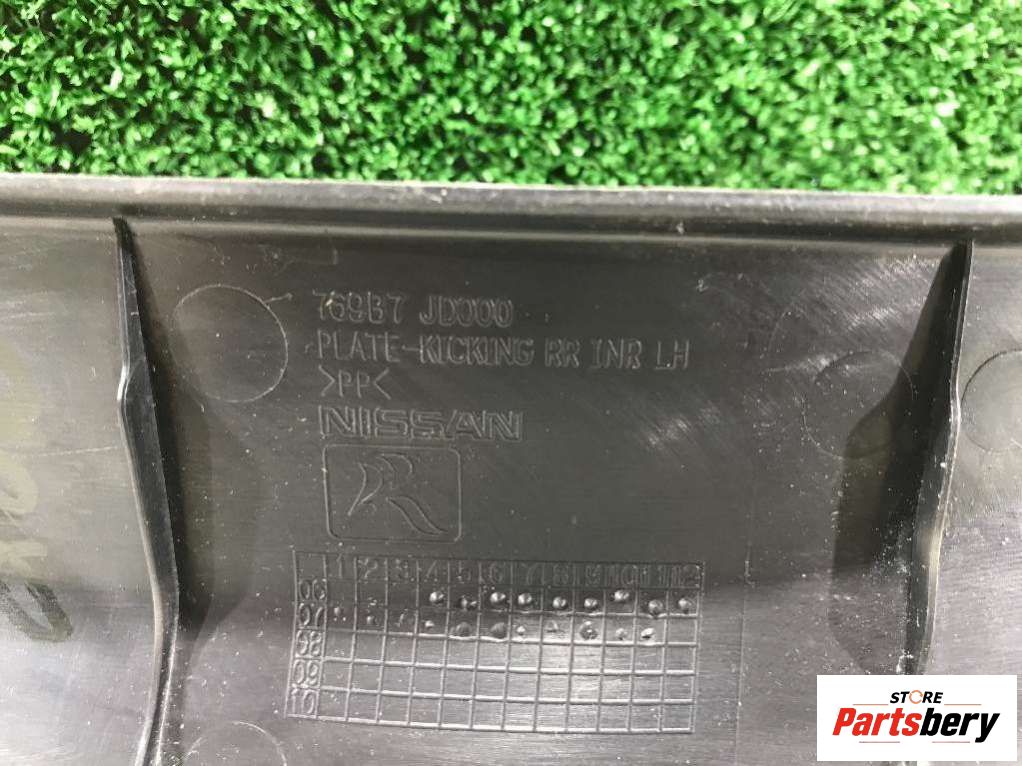 769B7 JD000
PLATE-KICKING RR INR LH
>PP<
NISSAN
1 2 3 4 5 6 7 8 9 10 11 12
06
07
08
09
10
STORE
Partsbery